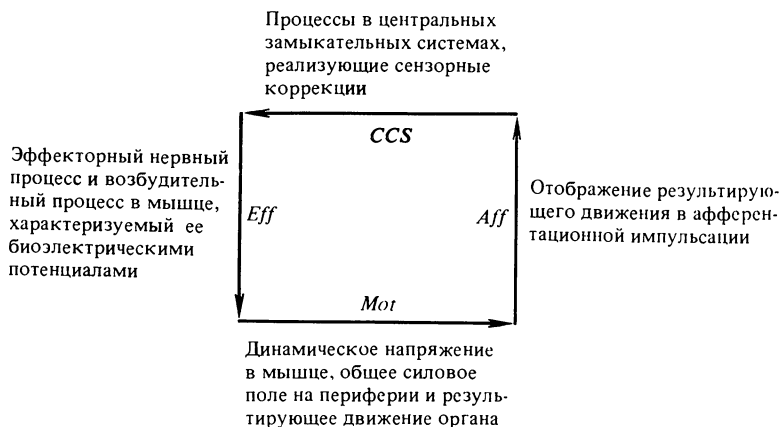 Процессы в центральных
замыкательных системах,
реализующие сензорные
коррекции
CCS
Эффекторный нервный
процесс и возбудитель-
ный процесс в мышце,
характеризуемый ее
биоэлектрическими
потенциалами
Eff
Aff
Отображение результирую-
щего движения в афферен-
тационной импульсации
Mot
Динамическое напряжение
в мышце, общее силовое
поле на периферии и резуль-
тирующее движение органа